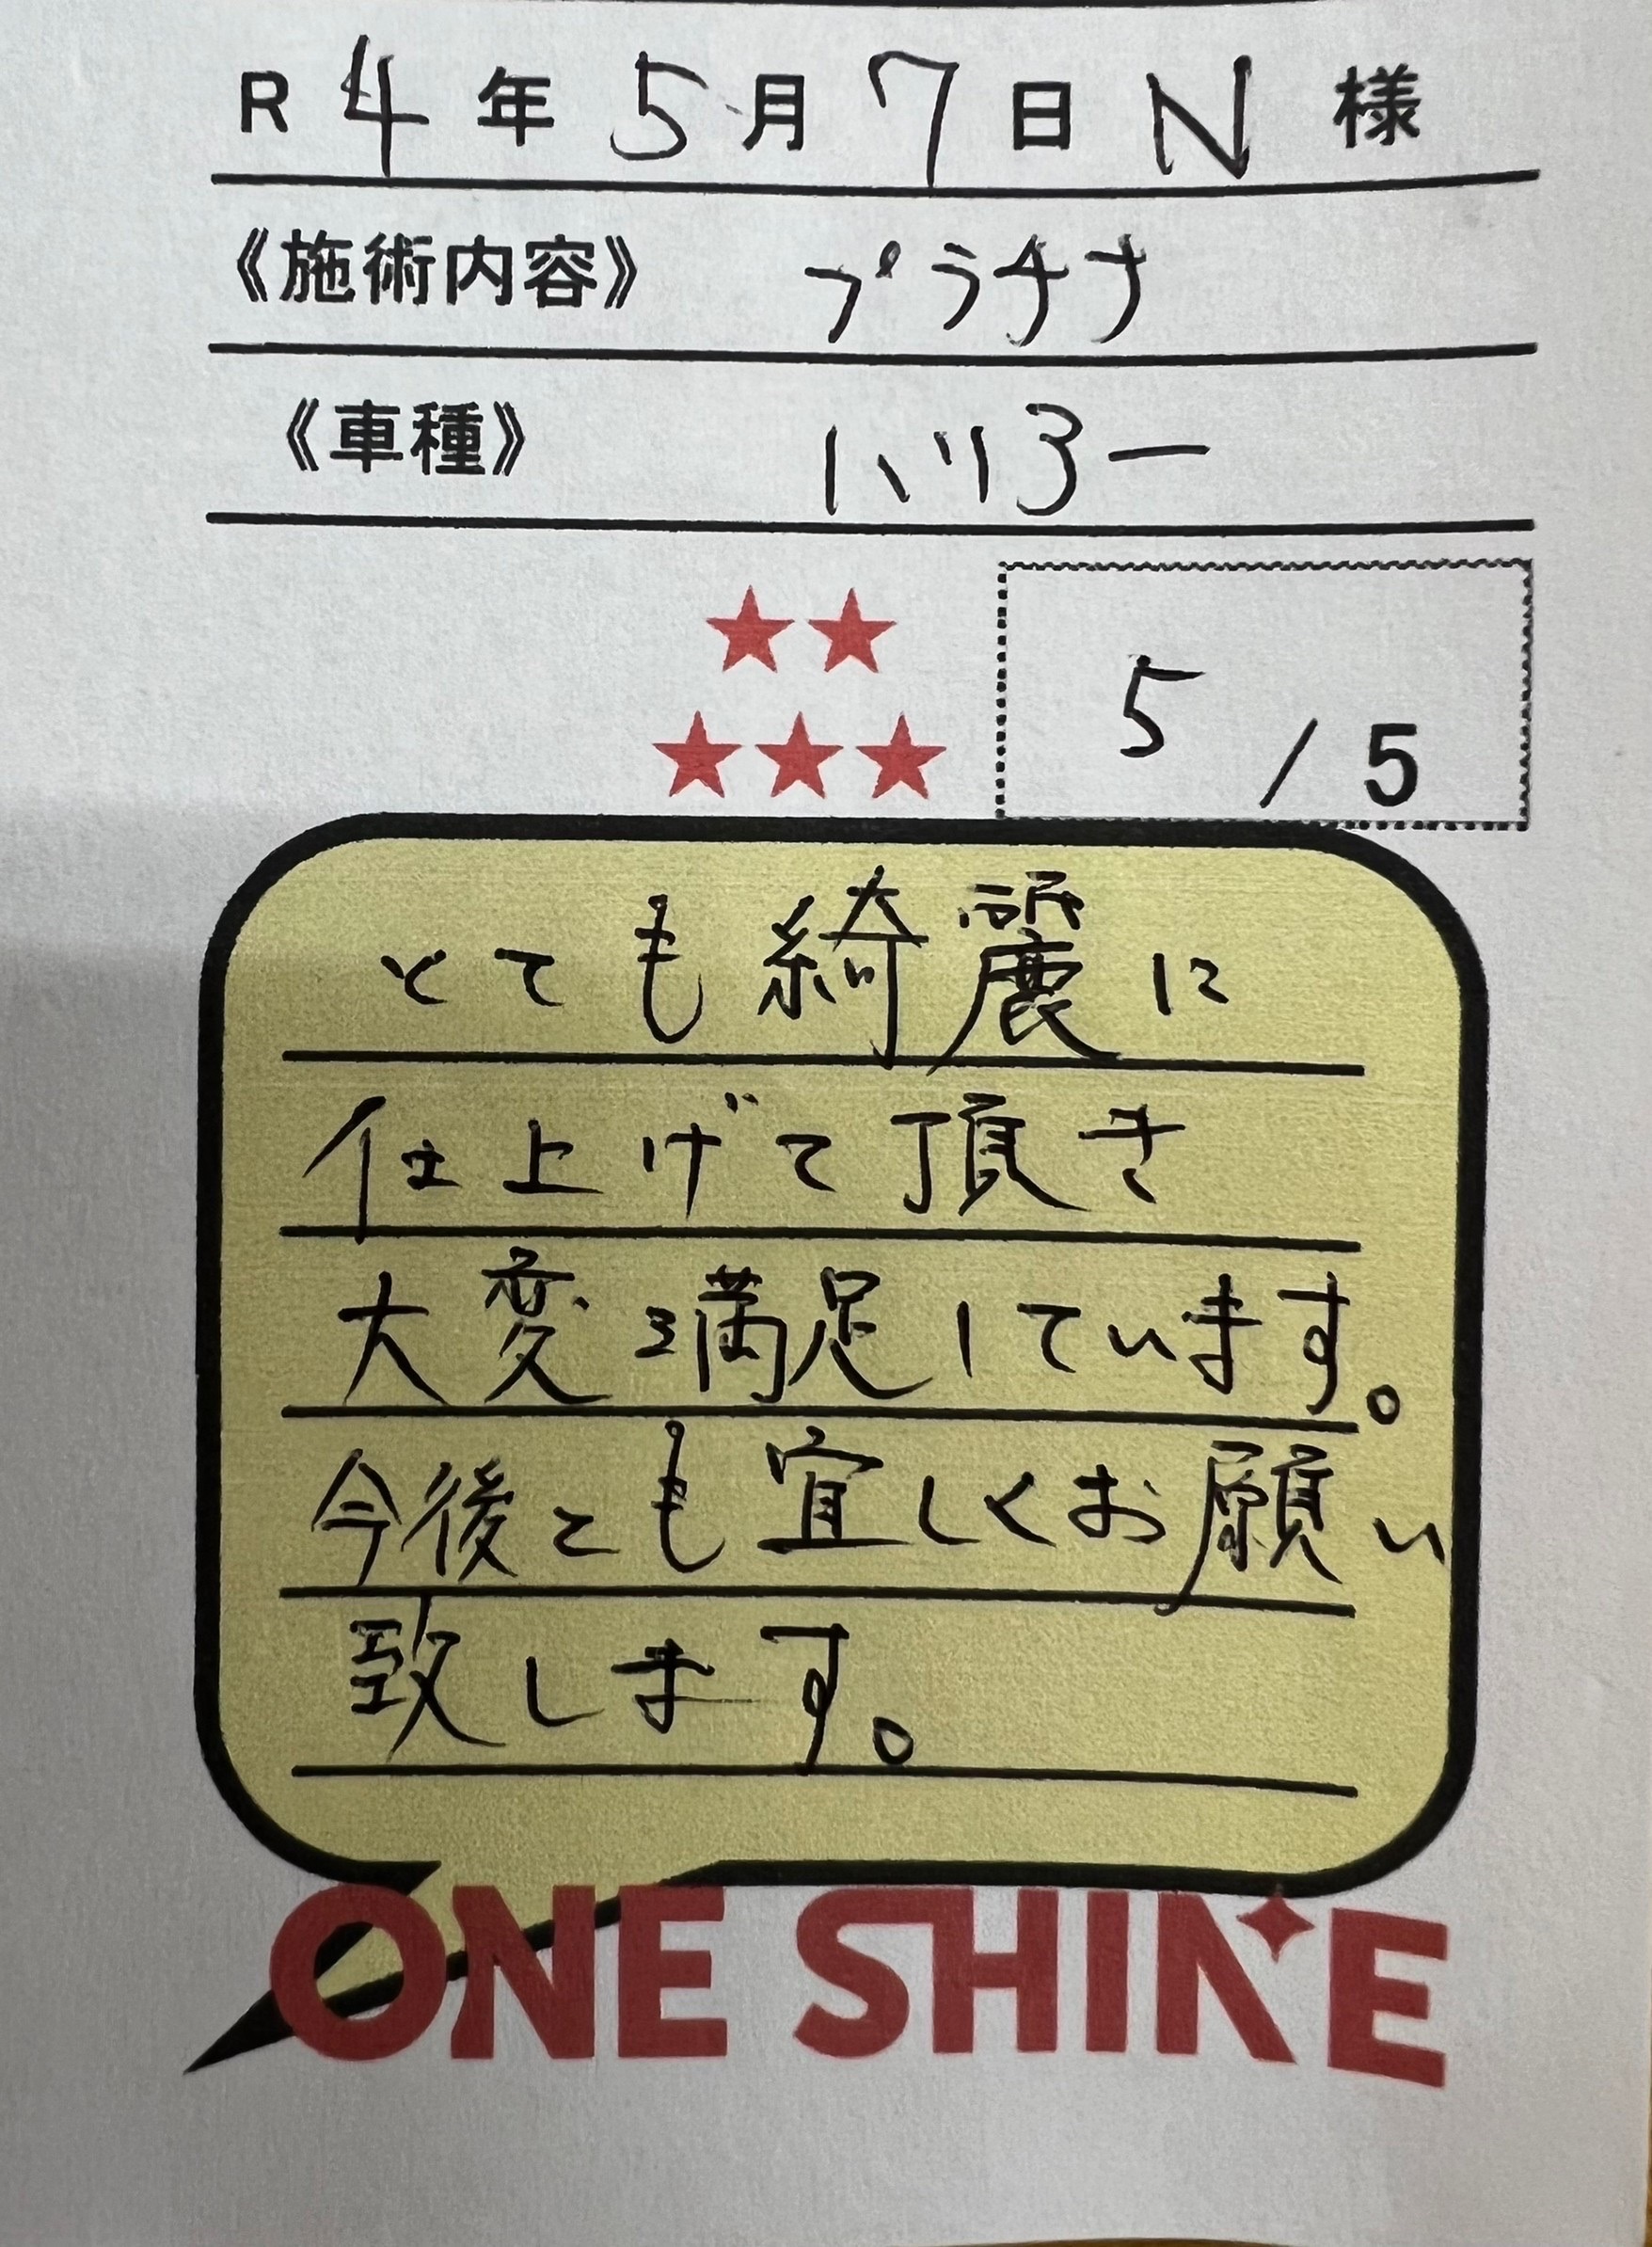 R 4 年 5 月 7 日 N 様
《施術内容》 プラチナ
《車種》 ハリアー
5 / 5
とても綺麗に
仕上げて頂き
大変満足しています。
今後とも宜しくお願い
致します。
ONE SHINE